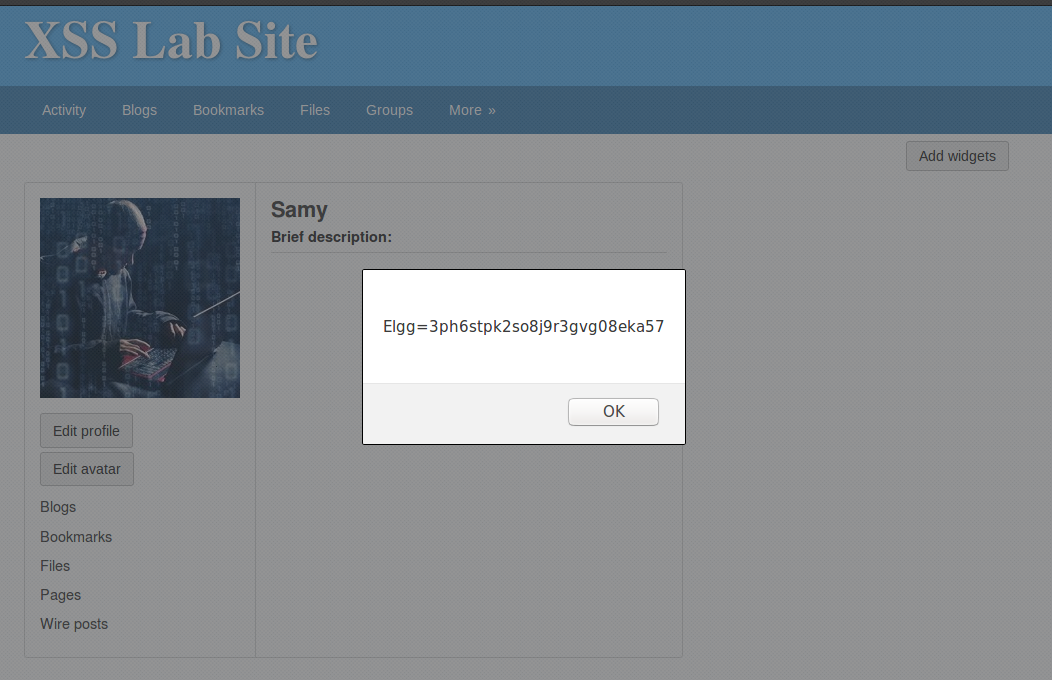 XSS Lab Site
Activity Blogs Bookmarks Files Groups More »
Add widgets
Samy
Brief description:
Elgg=3ph6stpk2so8j9r3gvg08eka57
OK
Edit profile
Edit avatar
Blogs
Bookmarks
Files
Pages
Wire posts